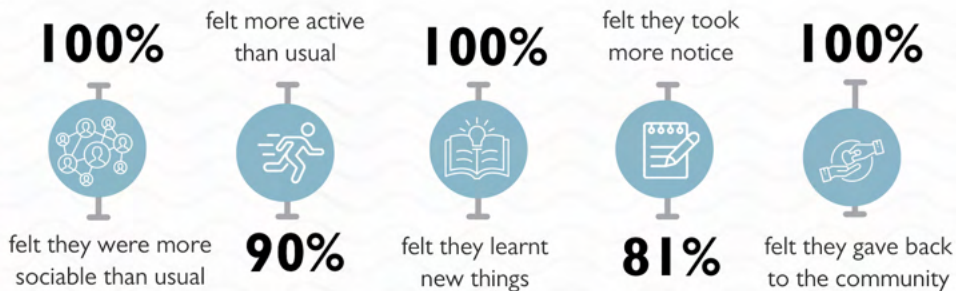 100%
felt they were more
sociable than usual
felt more active
than usual
90%
100%
felt they learnt
new things
felt they took
more notice
81%
100%
felt they gave back
to the community